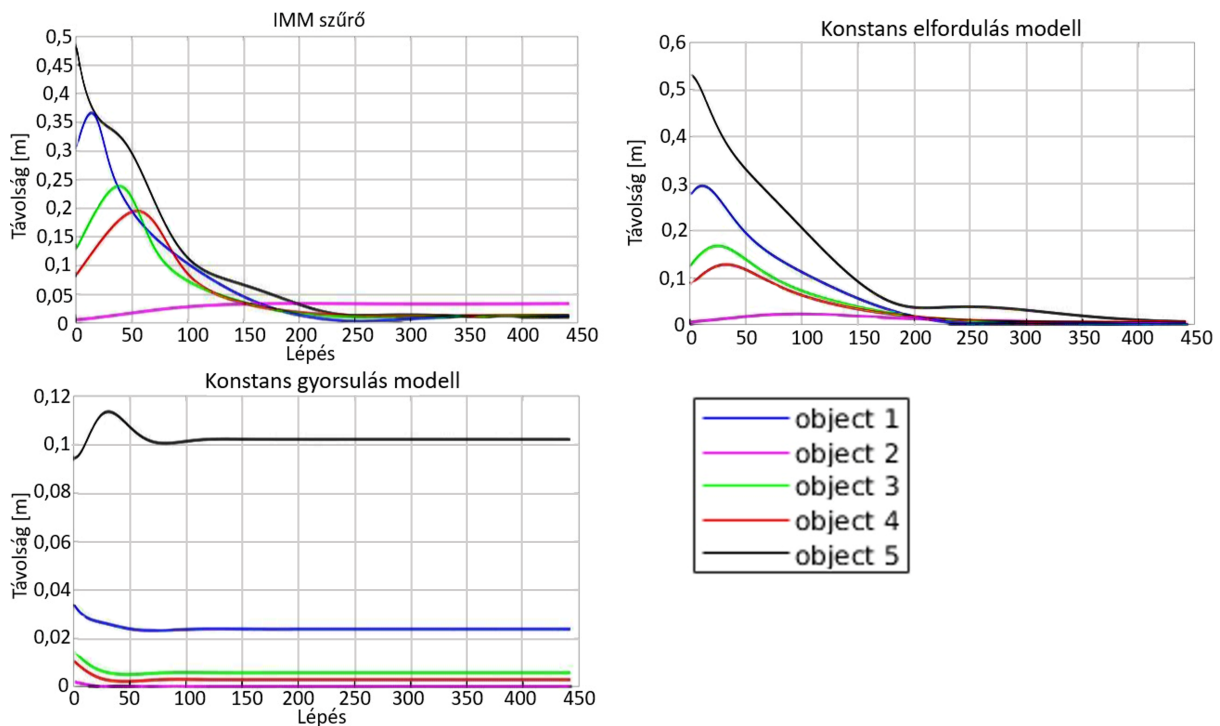 IMM szűrő
0,5
0,45
0,4
0,35
0,3
0,25
0,2
0,15
0,1
0,05
0
Távolság [m]
0 50 100 150 200 250 300 350 400 450
Lépés
Konstans elfordulás modell
0,6
0,5
0,4
0,3
0,2
0,1
0
Távolság [m]
0 50 100 150 200 250 300 350 400 450
Konstans gyorsulás modell
0,12
0,1
0,08
0,06
0,04
0,02
0
Távolság [m]
0 50 100 150 200 250 300 350 400 450
Lépés
object 1
object 2
object 3
object 4
object 5